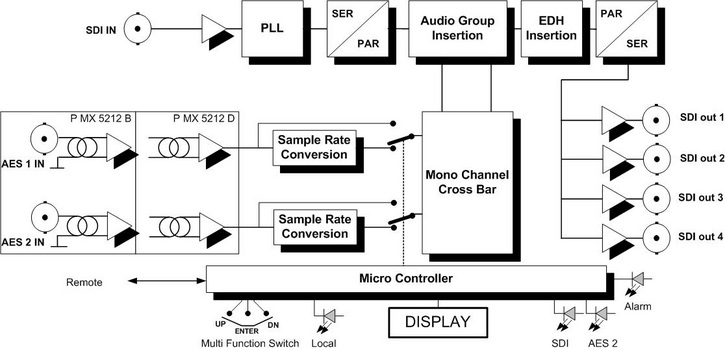 SDI IN
PLL
SER
PAR
Audio Group
Insertion
EDH
Insertion
PAR
SER
P MX 5212 B
P MX 5212 D
AES 1 IN
Sample Rate
Conversion
Mono Channel
Cross Bar
AES 2 IN
Sample Rate
Conversion
SDI out 1
SDI out 2
SDI out 3
SDI out 4
Remote
Micro Controller
Alarm
UP
ENTER
DN
Multi Function Switch
Local
DISPLAY
SDI
AES 2